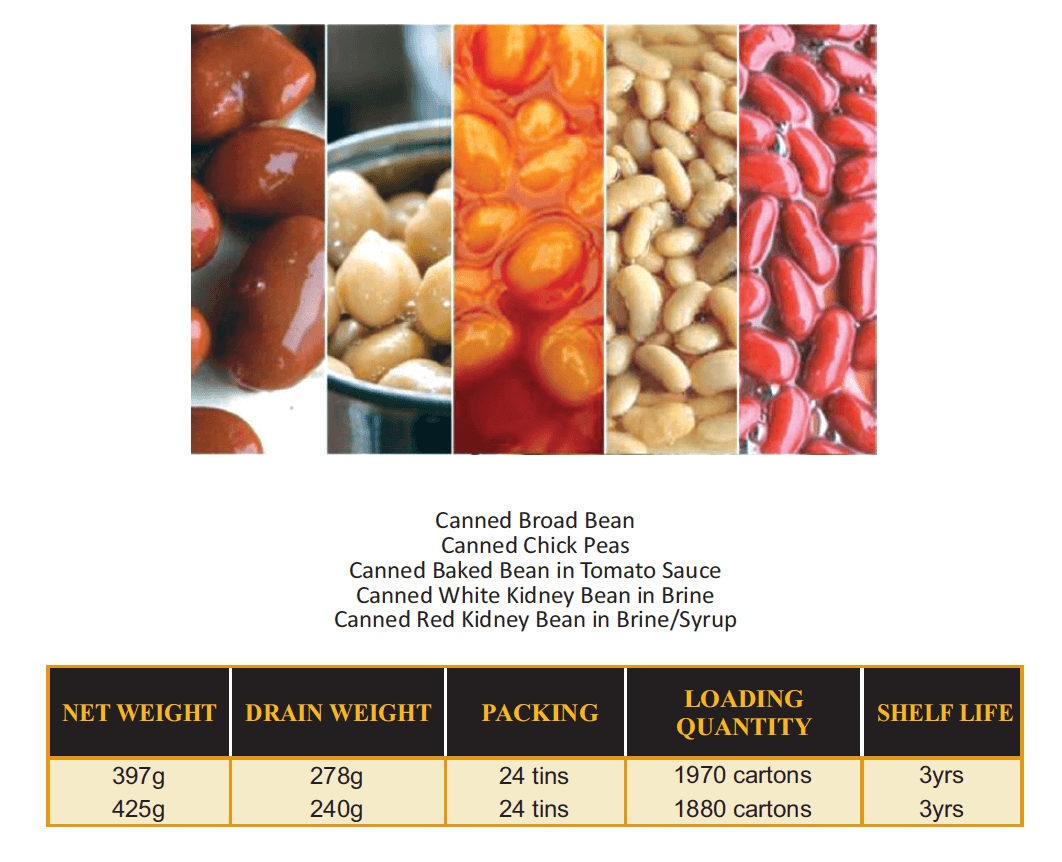 Canned Broad Bean
Canned Chick Peas
Canned Baked Bean in Tomato Sauce
Canned White Kidney Bean in Brine
Canned Red Kidney Bean in Brine/Syrup
NET WEIGHT DRAIN WEIGHT PACKING LOADING QUANTITY SHELF LIFE
397g 278g 24 tins 1970 cartons 3yrs
425g 240g 24 tins 1880 cartons 3yrs